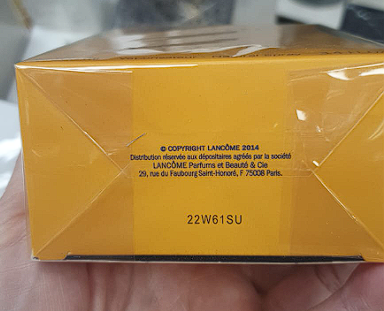 © COPYRIGHT LANCÔME 2014
Distribution réservée aux dépositaires agréés par la société
LANCÔME Parfums et Beauté & Cie
29, rue du Faubourg Saint-Honoré, F 75008 Paris.
22W61SU